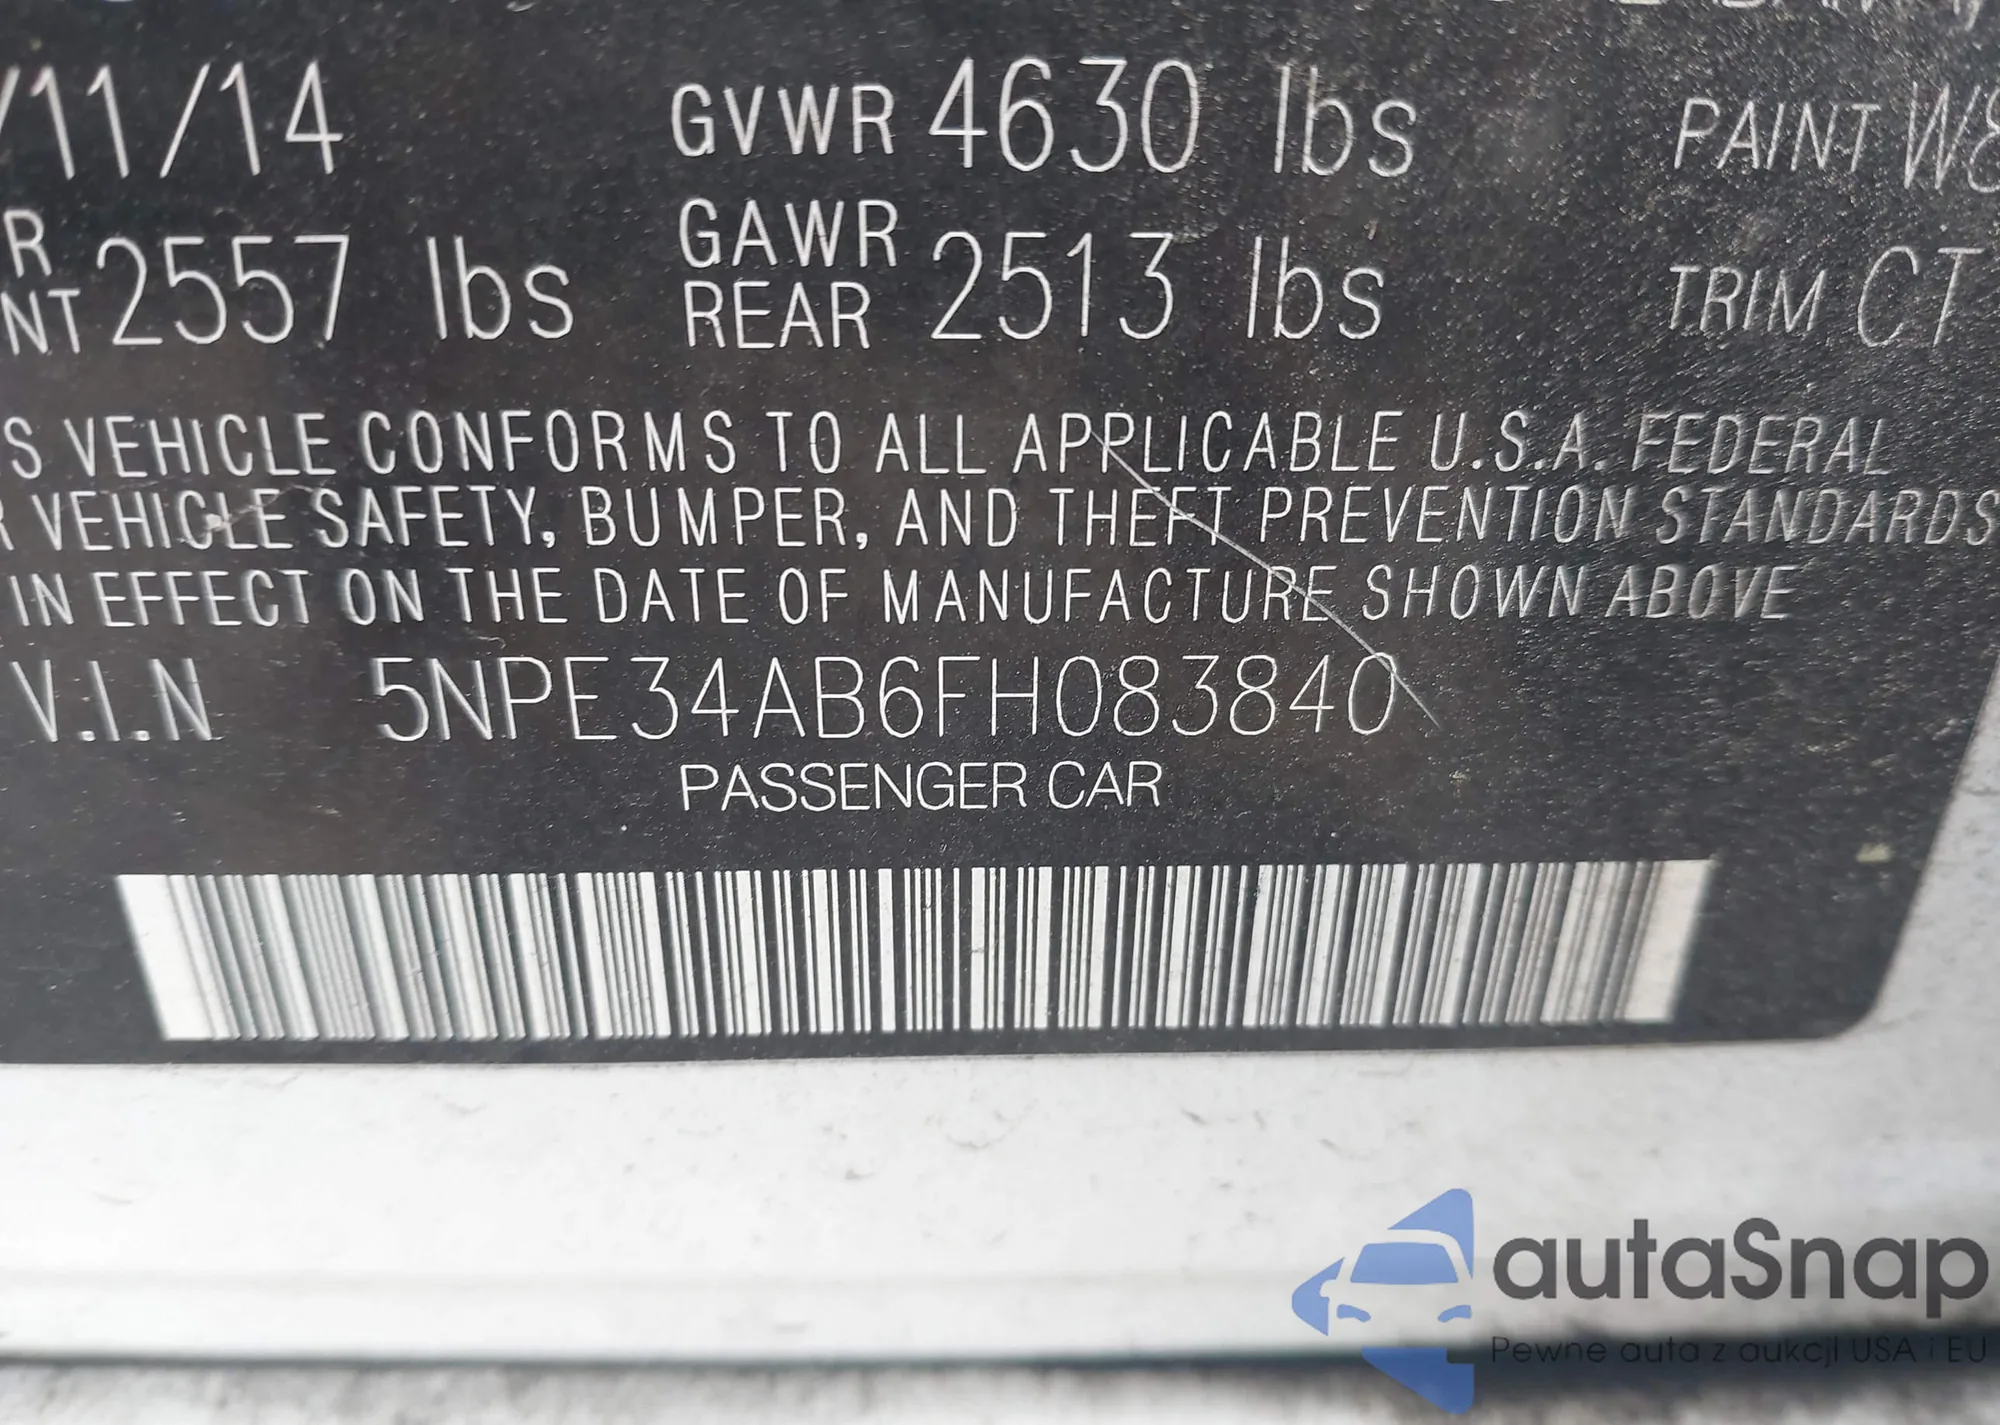 /11/14 GVWR 4630 lbs PAINT W8
R GAWR
NT 2557 lbs REAR 2513 lbs TRIM CT
S VEHICLE CONFORMS TO ALL APPLICABLE U.S.A. FEDERAL
R VEHICLE SAFETY, BUMPER, AND THEFT PREVENTION STANDARDS
IN EFFECT ON THE DATE OF MANUFACTURE SHOWN ABOVE
V.I.N 5NPE34AB6FH083840
PASSENGER CAR
autaSnap
Pewne auta z aukcji USA i EU